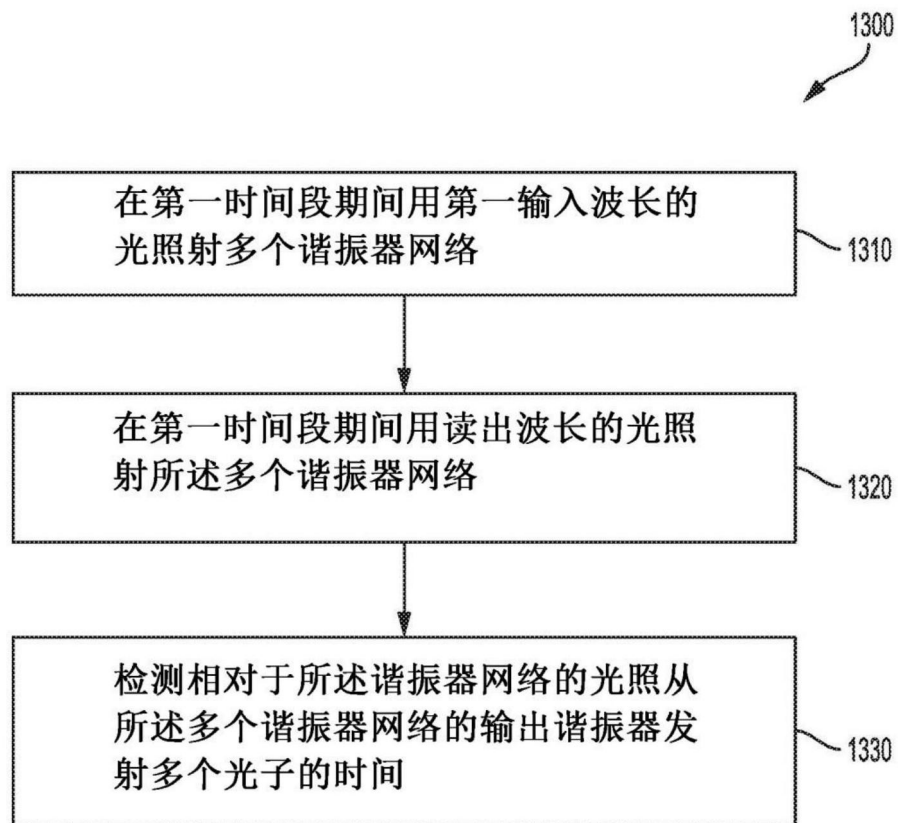 1300
在第一时间段期间用第一输入波长的
光照射多个谐振器网络
1310
在第一时间段期间用读出波长的光照
射所述多个谐振器网络
1320
检测相对于所述谐振器网络的光照从
所述多个谐振器网络的输出谐振器发
射多个光子的时间
1330